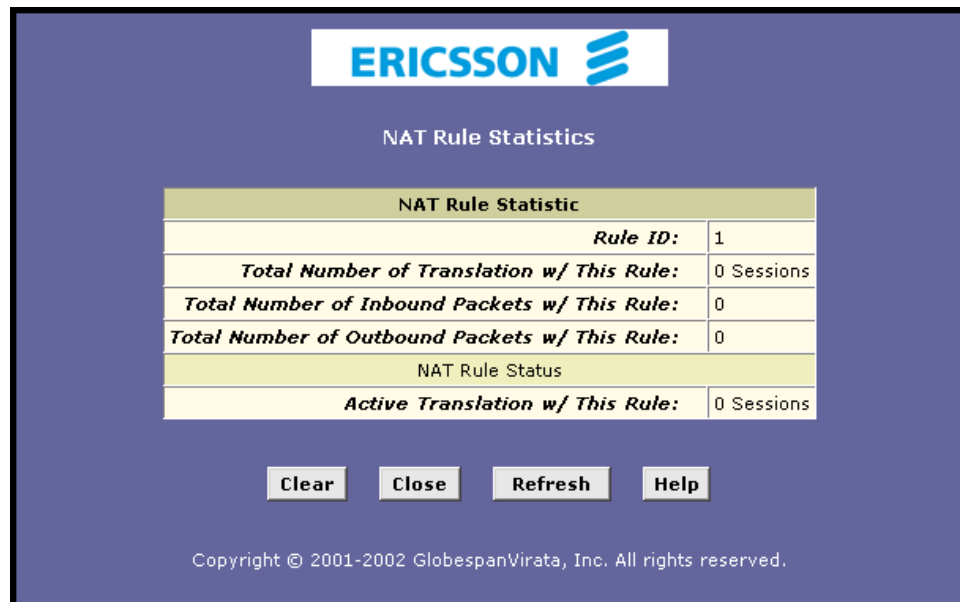 ERICSSON
NAT Rule Statistics
NAT Rule Statistic
Rule ID: 1
Total Number of Translation w/ This Rule: 0 Sessions
Total Number of Inbound Packets w/ This Rule: 0
Total Number of Outbound Packets w/ This Rule: 0
NAT Rule Status
Active Translation w/ This Rule: 0 Sessions
Clear Close Refresh Help
Copyright © 2001-2002 GlobespanVirata, Inc. All rights reserved.